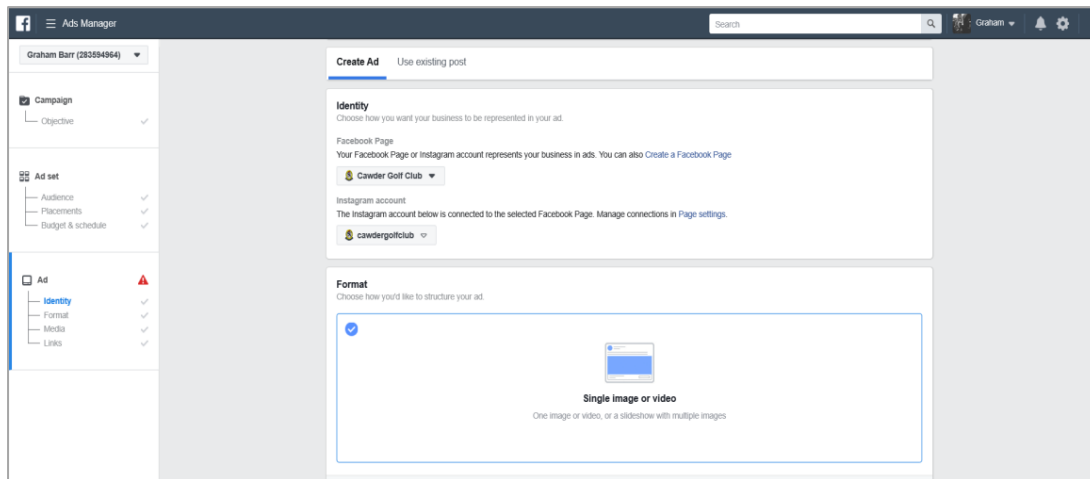 Ads Manager
Search
Graham
Graham Barr (283594964)
Campaign
Objective
Ad set
Audience
Placements
Budget & schedule
Ad
Identity
Format
Media
Links
Create Ad Use existing post
Identity
Choose how you want your business to be represented in your ad.
Facebook Page
Your Facebook Page or Instagram account represents your business in ads. You can also Create a Facebook Page
Cawder Golf Club
Instagram account
The Instagram account below is connected to the selected Facebook Page. Manage connections in Page settings.
cawdergolfclub
Format
Choose how you'd like to structure your ad.
Single image or video
One image or video, or a slideshow with multiple images